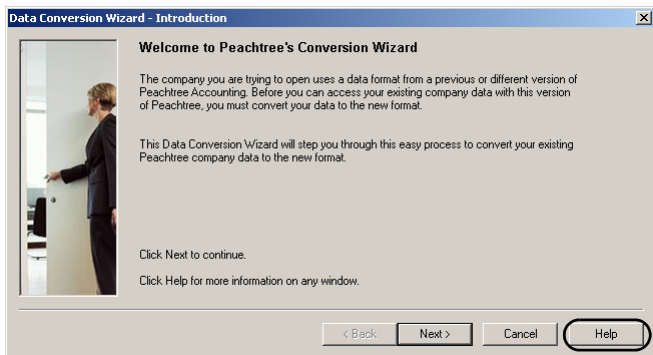 Data Conversion Wizard - Introduction
Welcome to Peachtree's Conversion Wizard
The company you are trying to open uses a data format from a previous or different version of
Peachtree Accounting. Before you can access your existing company data with this version
of Peachtree, you must convert your data to the new format.
This Data Conversion Wizard will step you through this easy process to convert your existing
Peachtree company data to the new format.
Click Next to continue.
Click Help for more information on any window.
< Back
Next >
Cancel
Help